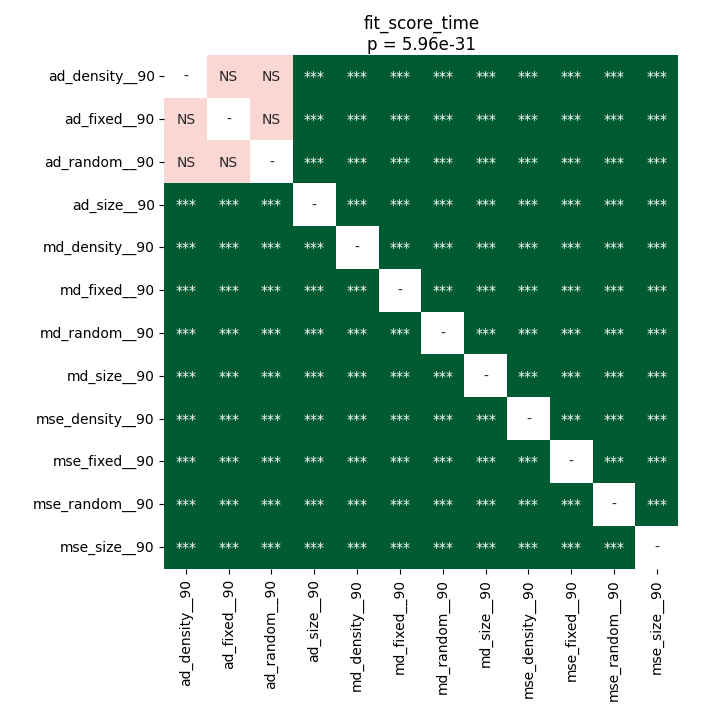 fit_score_time
p = 5.96e-31
ad_density__90 - NS NS *** *** *** *** *** *** *** *** ***
ad_fixed__90 NS - NS *** *** *** *** *** *** *** *** ***
ad_random__90 NS NS - *** *** *** *** *** *** *** *** ***
ad_size__90 *** *** *** - *** *** *** *** *** *** *** ***
md_density__90 *** *** *** *** - *** *** *** *** *** *** ***
md_fixed__90 *** *** *** *** *** - *** *** *** *** *** ***
md_random__90 *** *** *** *** *** *** - *** *** *** *** ***
md_size__90 *** *** *** *** *** *** *** - *** *** *** ***
mse_density__90 *** *** *** *** *** *** *** *** - *** *** ***
mse_fixed__90 *** *** *** *** *** *** *** *** *** - *** ***
mse_random__90 *** *** *** *** *** *** *** *** *** *** - ***
mse_size__90 *** *** *** *** *** *** *** *** *** *** *** -
ad_density__90
ad_fixed__90
ad_random__90
ad_size__90
md_density__90
md_fixed__90
md_random__90
md_size__90
mse_density__90
mse_fixed__90
mse_random__90
mse_size__90